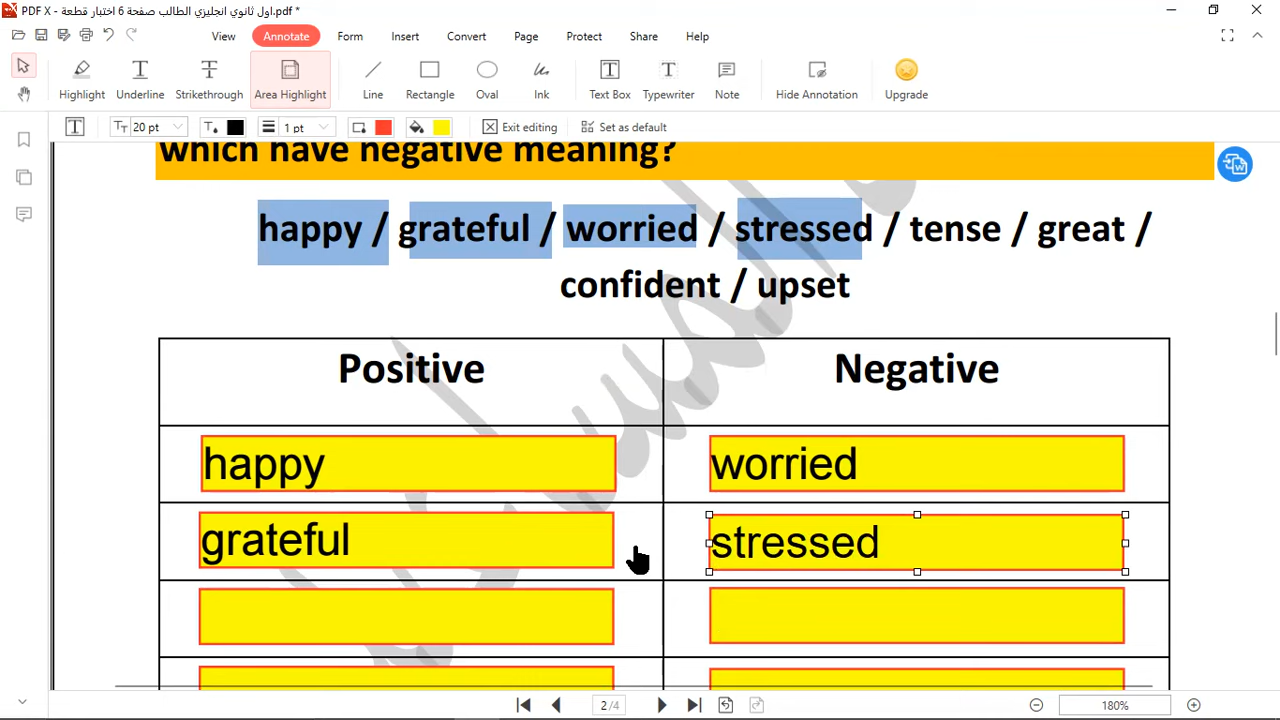 PDF X - اول ثانوي انجليزي الطالب صفحة 6 اختبار قطعة.pdf *
View Annotate Form Insert Convert Page Protect Share Help
Highlight Underline Strikethrough Area Highlight Line Rectangle Oval Ink Text Box Typewriter Note Hide Annotation Upgrade
20 pt 1 pt Exit editing Set as default
which have negative meaning?
happy / grateful / worried / stressed / tense / great /
confident / upset
Positive Negative
happy worried
grateful stressed
2 /4 180%